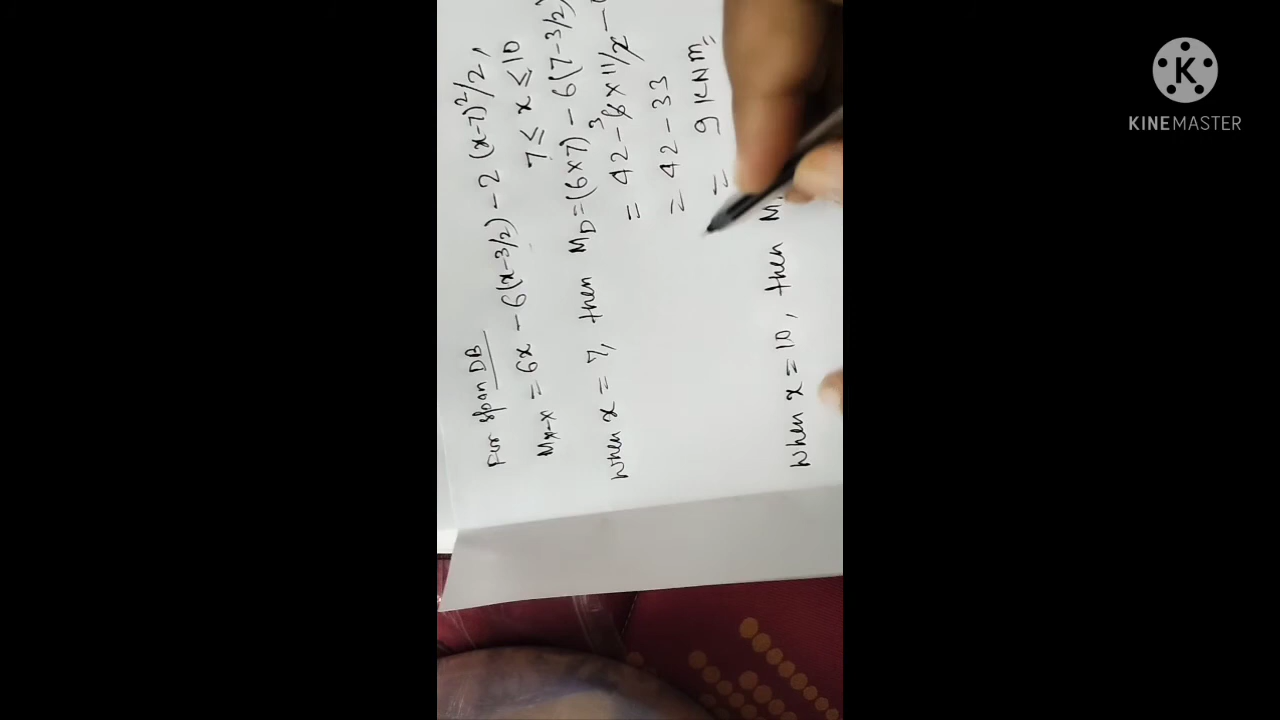 For span DB
Mx-x = 6x - 6(x-3/2) - 2 (x-7)²/2,
7 ≤ x ≤ 10
When x = 7, then MD = (6×7) - 6(7-3/2)
= 42 - 6 3 × 11/2 -
= 42 - 33
= 9 KNm
When x = 10, then M
KINEMASTER